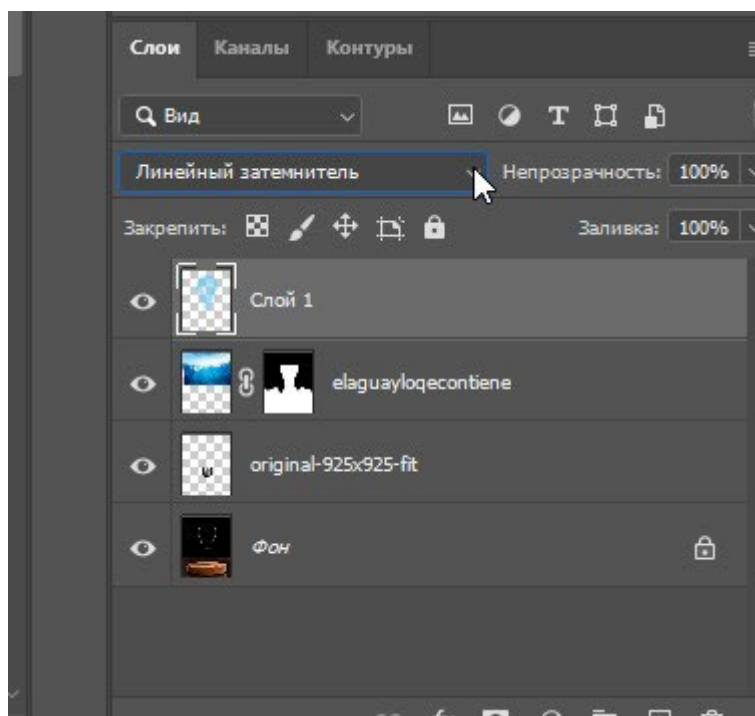 Слои Каналы Контуры
Вид
Линейный затемнитель Непрозрачность: 100%
Закрепить: Заливка: 100%
Слой 1
elaguayloqecontiene
original-925x925-fit
Фон